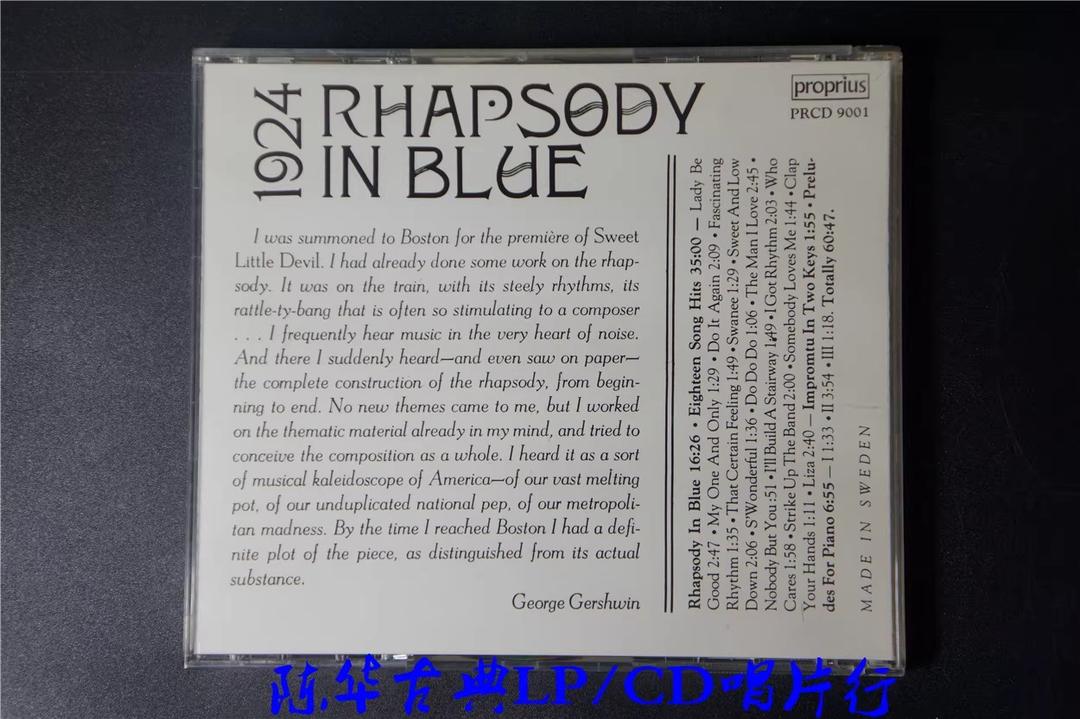 1924
RHAPSODY
IN BLUE
proprius
PRCD 9001
I was summoned to Boston for the première of Sweet
Little Devil. I had already done some work on the rhap-
sody. It was on the train, with its steely rhythms, its
rattle-ty-bang that is often so stimulating to a composer
. . . I frequently hear music in the very heart of noise.
And there I suddenly heard—and even saw on paper—
the complete construction of the rhapsody, from begin-
ning to end. No new themes came to me, but I worked
on the thematic material already in my mind, and tried to
conceive the composition as a whole. I heard it as a sort
of musical kaleidoscope of America—of our vast melting
pot, of our unduplicated national pep, of our metropoli-
tan madness. By the time I reached Boston I had a defi-
nite plot of the piece, as distinguished from its actual
substance.
George Gershwin
Rhapsody In Blue 16:26 • Eighteen Song Hits 35:00 — Lady Be
Good 2:47 • My One And Only 1:29 • Do It Again 2:09 • Fascinating
Rhythm 1:35 • That Certain Feeling 1:49 • Swanee 1:29 • Sweet And Low
Down 2:06 • S'Wonderful 1:36 • Do Do Do 1:06 • The Man I Love 2:45 •
Nobody But You :51 • I'll Build A Stairway 1:49 • I Got Rhythm 2:03 • Who
Cares 1:58 • Strike Up The Band 2:00 • Somebody Loves Me 1:44 • Clap
Your Hands 1:11 • Liza 2:40 — Impromtu In Two Keys 1:55 • Prelu-
des For Piano 6:55 — I 1:33 • II 3:54 • III 1:18. Totally 60:47.
MADE IN SWEDEN
陈华古典LP/CD唱片行